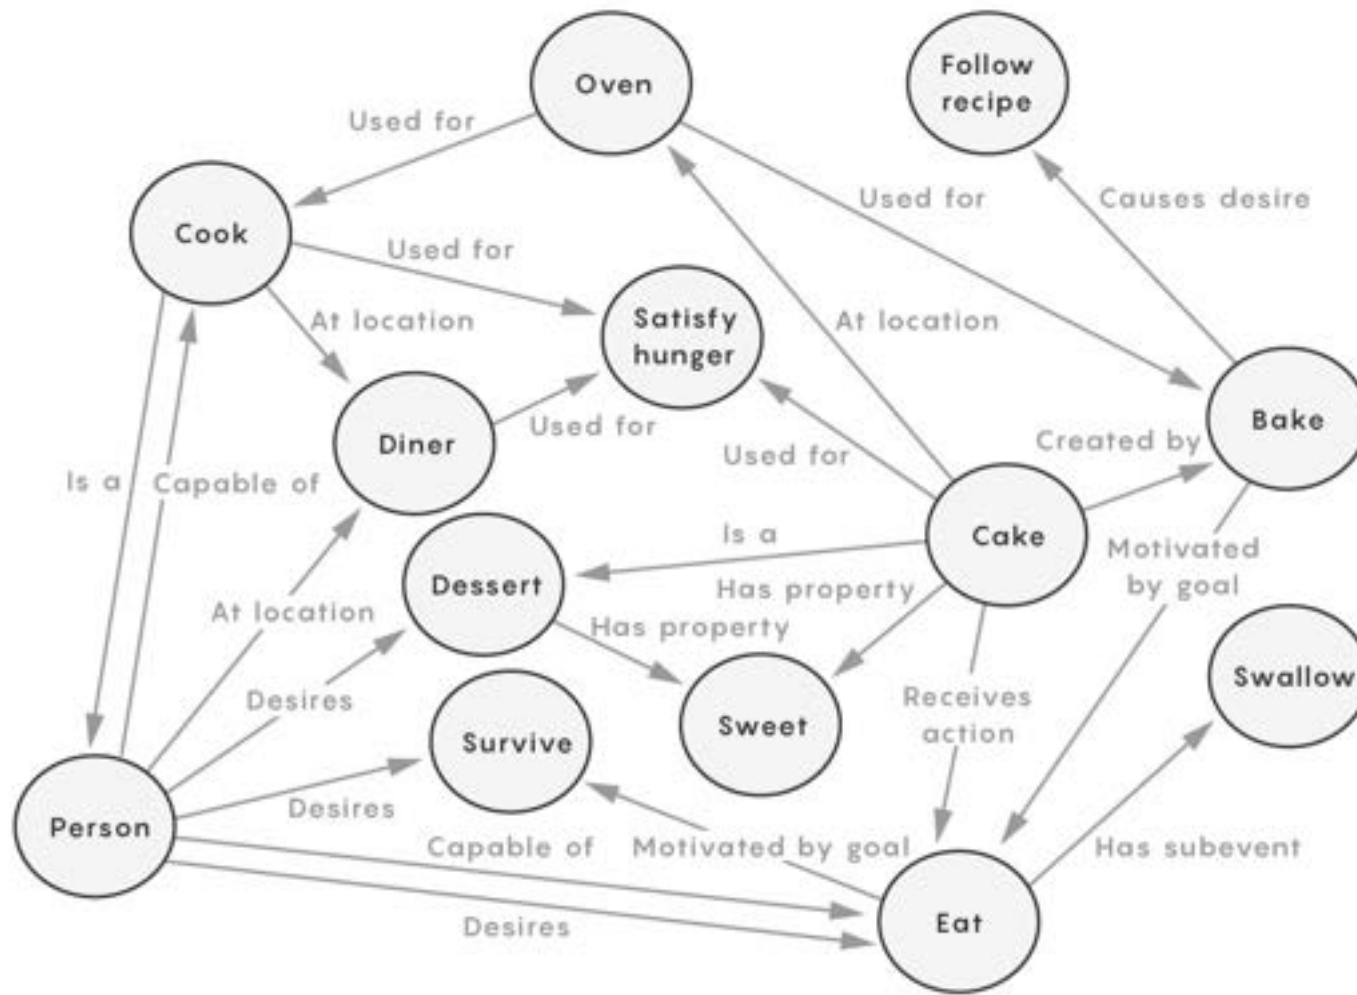 Oven
Follow
recipe
Used for
Used for
Causes desire
Cook
Used for
At location
Satisfy
hunger
At location
Bake
Diner
Used for
Used for
Created by
Is a
Capable of
Is a
Cake
Motivated
by goal
Dessert
Has property
At location
Has property
Desires
Receives
action
Swallow
Survive
Sweet
Person
Desires
Capable of
Motivated by goal
Has subevent
Desires
Eat